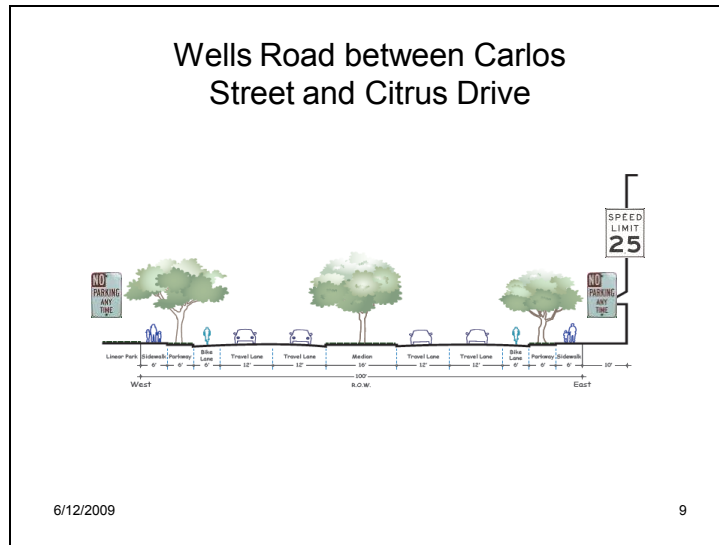 Wells Road between Carlos
Street and Citrus Drive
SPEED
LIMIT
25
NO
PARKING
ANY
TIME
NO
PARKING
ANY
TIME
Linear Park Sidewalk Parkway Bike Lane Travel Lane Travel Lane Median Travel Lane Travel Lane Bike Lane Parkway Sidewalk
6' 6' 6' 12' 12' 16' 12' 12' 6' 6' 6' 10'
100'
West R.O.W. East
6/12/2009 9